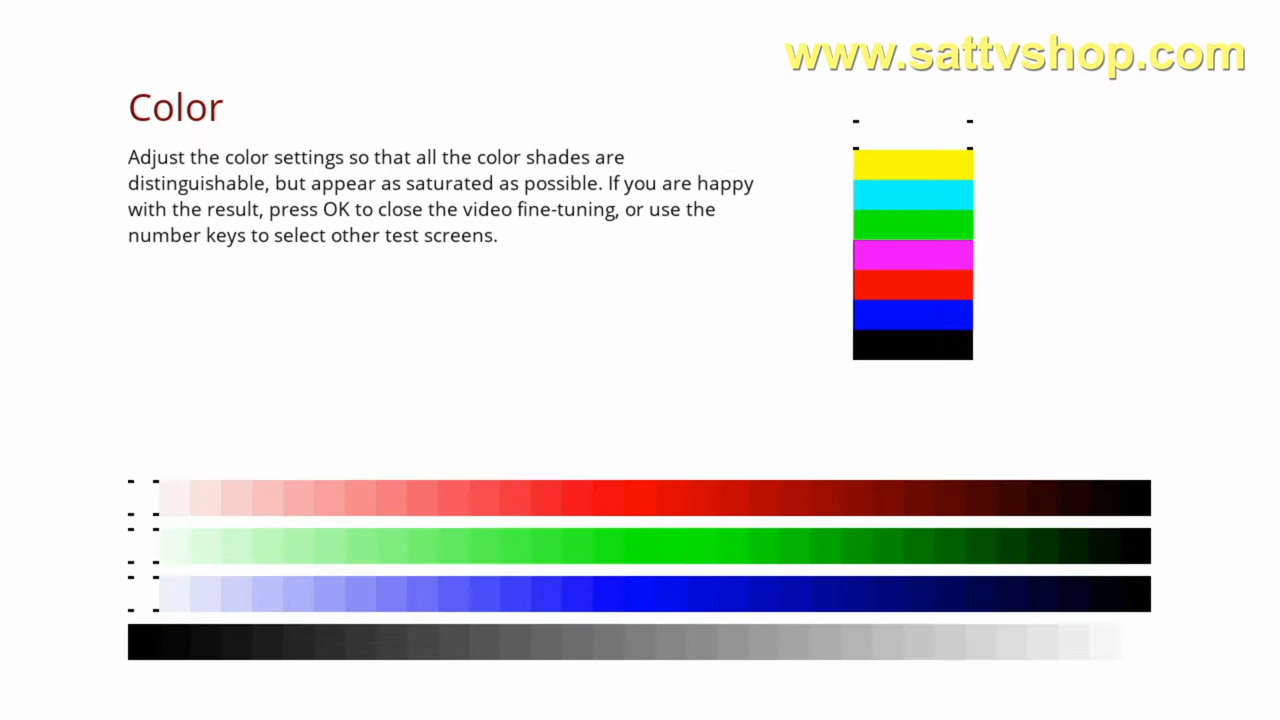 www.sattvshop.com
Color
Adjust the color settings so that all the color shades are
distinguishable, but appear as saturated as possible. If you are happy
with the result, press OK to close the video fine-tuning, or use the
number keys to select other test screens.